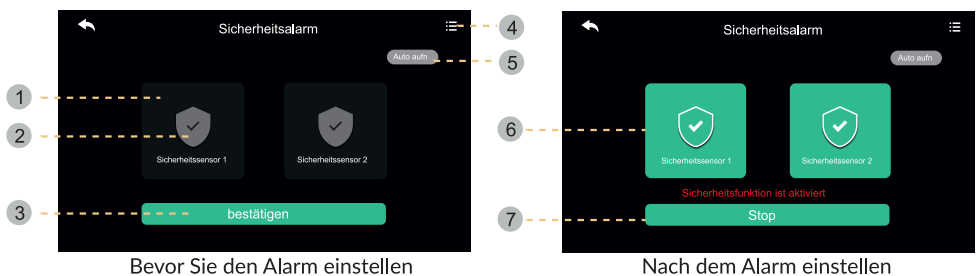 Sicherheitsalarm
4
Auto aufn
5
1
2
Sicherheitssensor 1
Sicherheitssensor 2
3
bestätigen
Bevor Sie den Alarm einstellen
Sicherheitsalarm
Auto aufn
6
Sicherheitssensor 1
Sicherheitssensor 2
Sicherheitsfunktion ist aktiviert
7
Stop
Nach dem Alarm einstellen